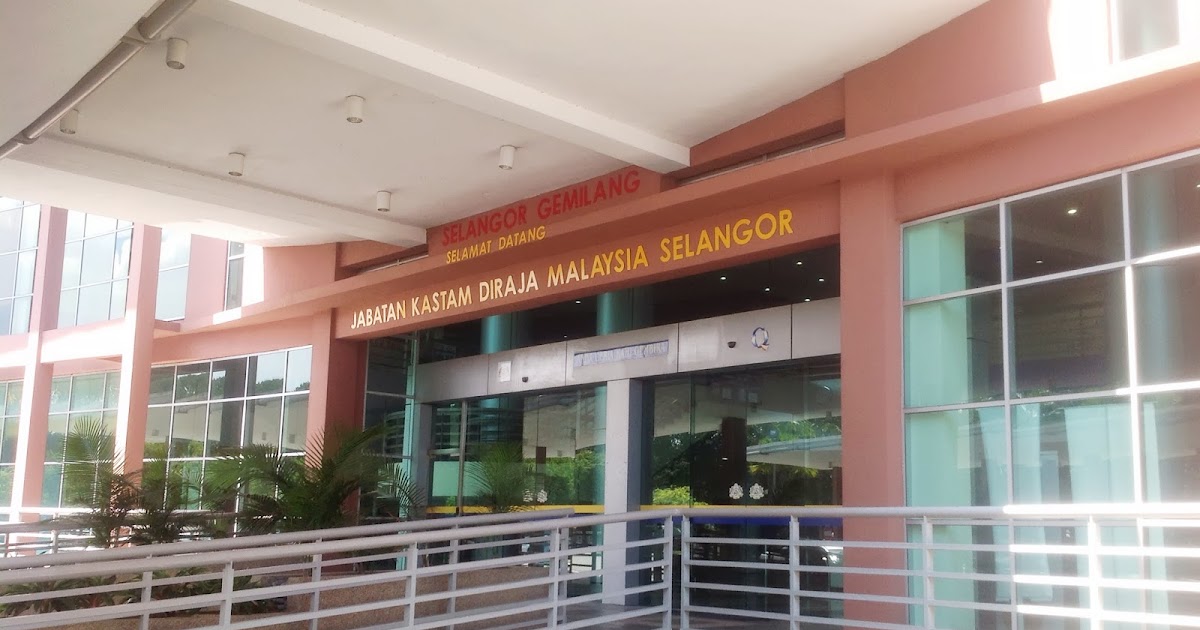 SELANGOR GEMILANG
SELAMAT DATANG
JABATAN KASTAM DIRAJA MALAYSIA SELANGOR
Q